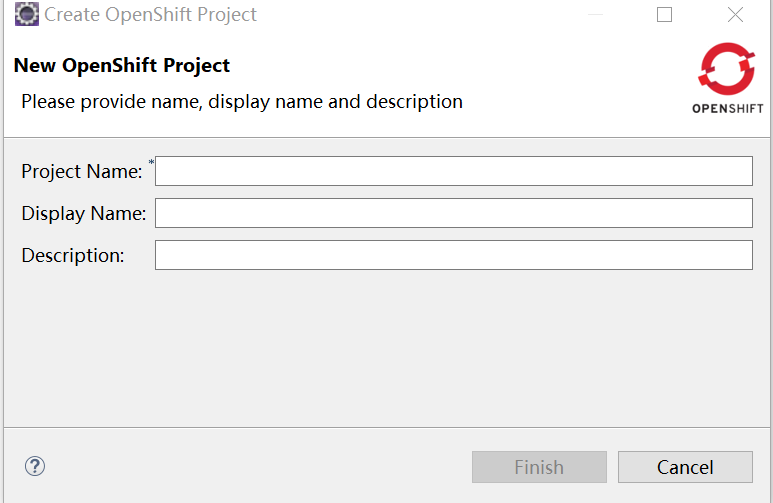 Create OpenShift Project
New OpenShift Project
Please provide name, display name and description
OPENSHIFT
Project Name: *
Display Name:
Description:
?
Finish
Cancel